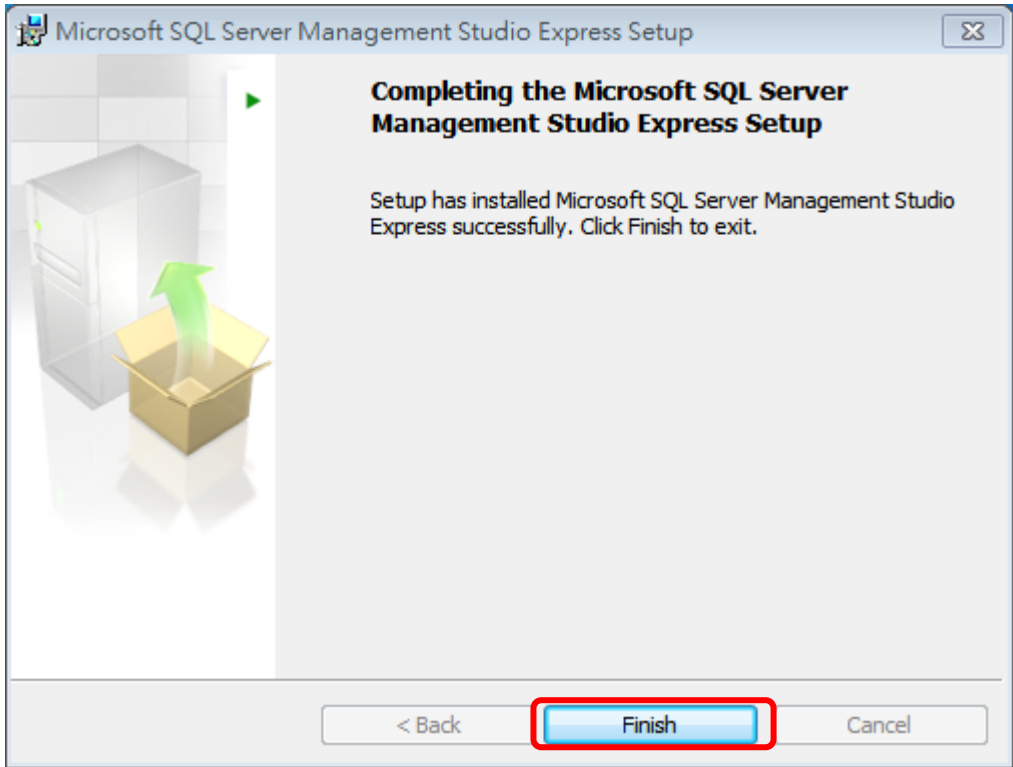 Microsoft SQL Server Management Studio Express Setup
Completing the Microsoft SQL Server
Management Studio Express Setup
Setup has installed Microsoft SQL Server Management Studio
Express successfully. Click Finish to exit.
< Back Finish Cancel